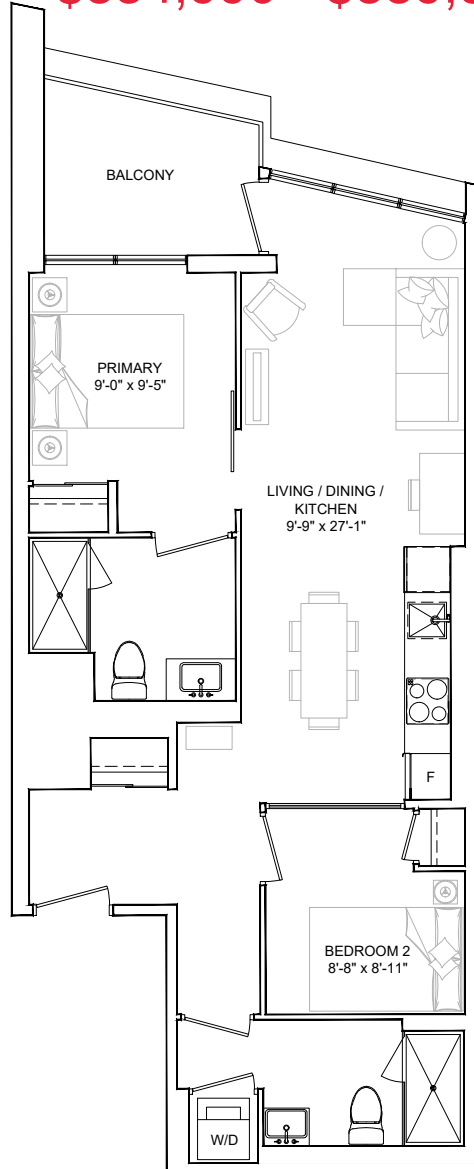 BALCONY
PRIMARY
9'-0" x 9'-5"
LIVING / DINING /
KITCHEN
9'-9" x 27'-1"
F
BEDROOM 2
8'-8" x 8'-11"
W/D